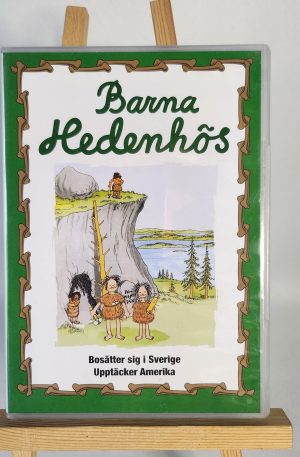 Barna
Hedenhös
Bosätter sig i Sverige
Upptäcker Amerika